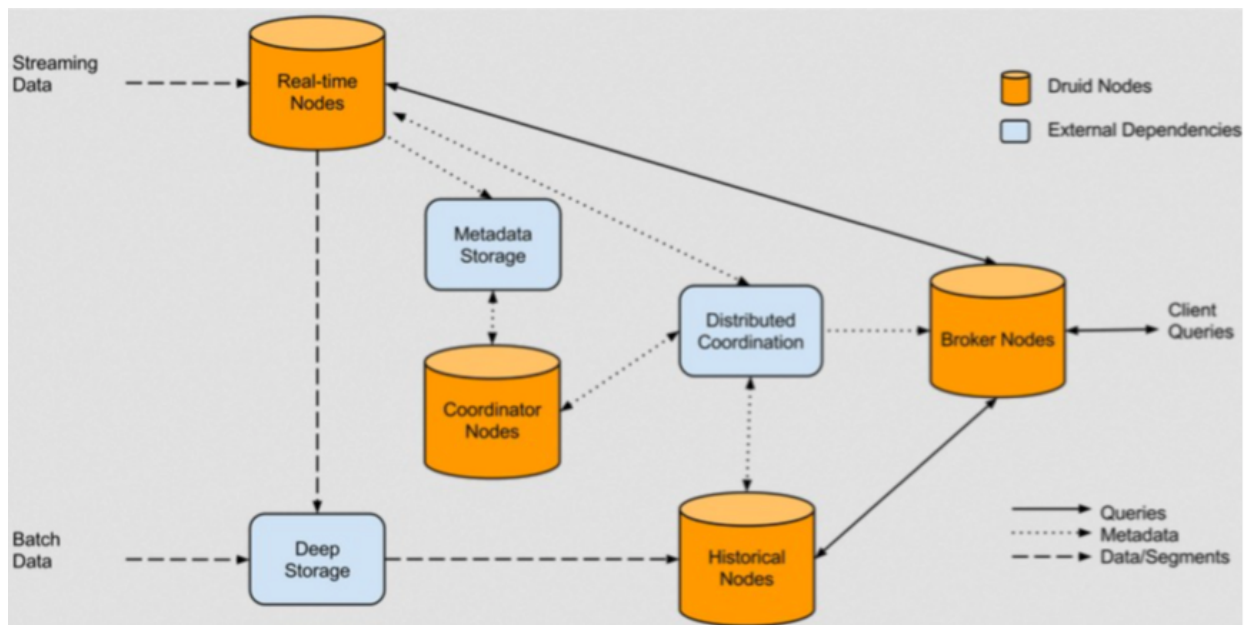 Streaming
Data
Real-time
Nodes
Druid Nodes
External Dependencies
Metadata
Storage
Distributed
Coordination
Broker Nodes
Client
Queries
Coordinator
Nodes
Batch
Data
Deep
Storage
Historical
Nodes
Queries
Metadata
Data/Segments